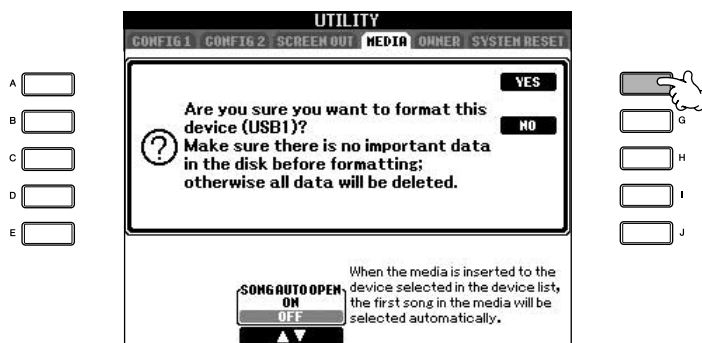 UTILITY
CONFIG 1 CONFIG 2 SCREEN OUT MEDIA OWNER SYSTEM RESET
YES
Are you sure you want to format this
device (USB1)?
NO
Make sure there is no important data
in the disk before formatting;
otherwise all data will be deleted.
A
B
C
D
E
G
H
I
J
SONG AUTO OPEN
ON
OFF
When the media is inserted to the
device selected in the device list,
the first song in the media will be
selected automatically.